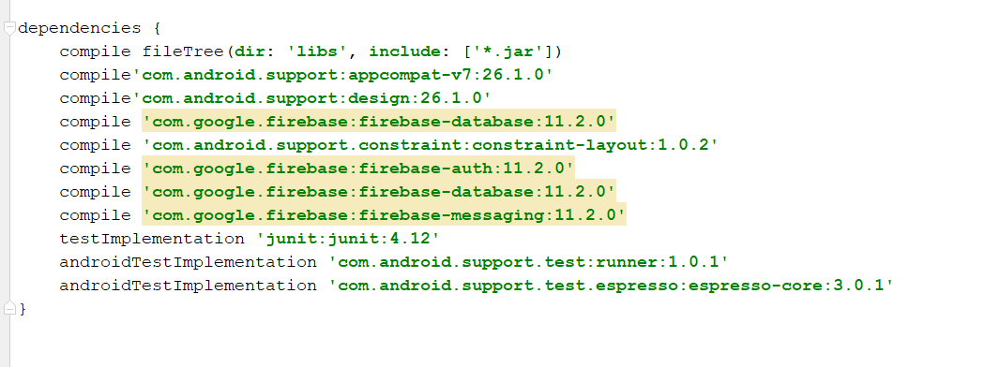 dependencies {
    compile fileTree(dir: 'libs', include: ['*.jar'])
    compile'com.android.support:appcompat-v7:26.1.0'
    compile'com.android.support:design:26.1.0'
    compile 'com.google.firebase:firebase-database:11.2.0'
    compile 'com.android.support.constraint:constraint-layout:1.0.2'
    compile 'com.google.firebase:firebase-auth:11.2.0'
    compile 'com.google.firebase:firebase-database:11.2.0'
    compile 'com.google.firebase:firebase-messaging:11.2.0'
    testImplementation 'junit:junit:4.12'
    androidTestImplementation 'com.android.support.test:runner:1.0.1'
    androidTestImplementation 'com.android.support.test.espresso:espresso-core:3.0.1'
}